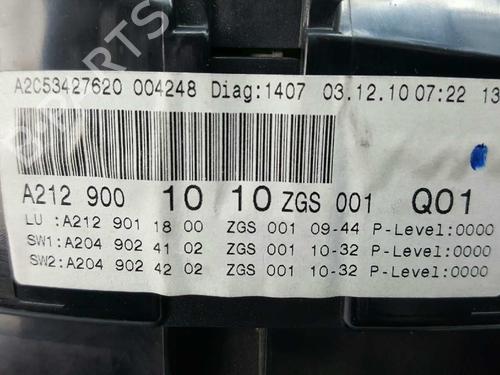 A2C53427620 004248 Diag:1407 03.12.10 07:22 13
A212 900 10 10 ZGS 001 Q01
LU :A212 901 18 00 ZGS 001 09-44 P-Level:0000
SW1:A204 902 41 02 ZGS 001 10-32 P-Level:0000
SW2:A204 902 42 02 ZGS 001 10-32 P-Level:0000